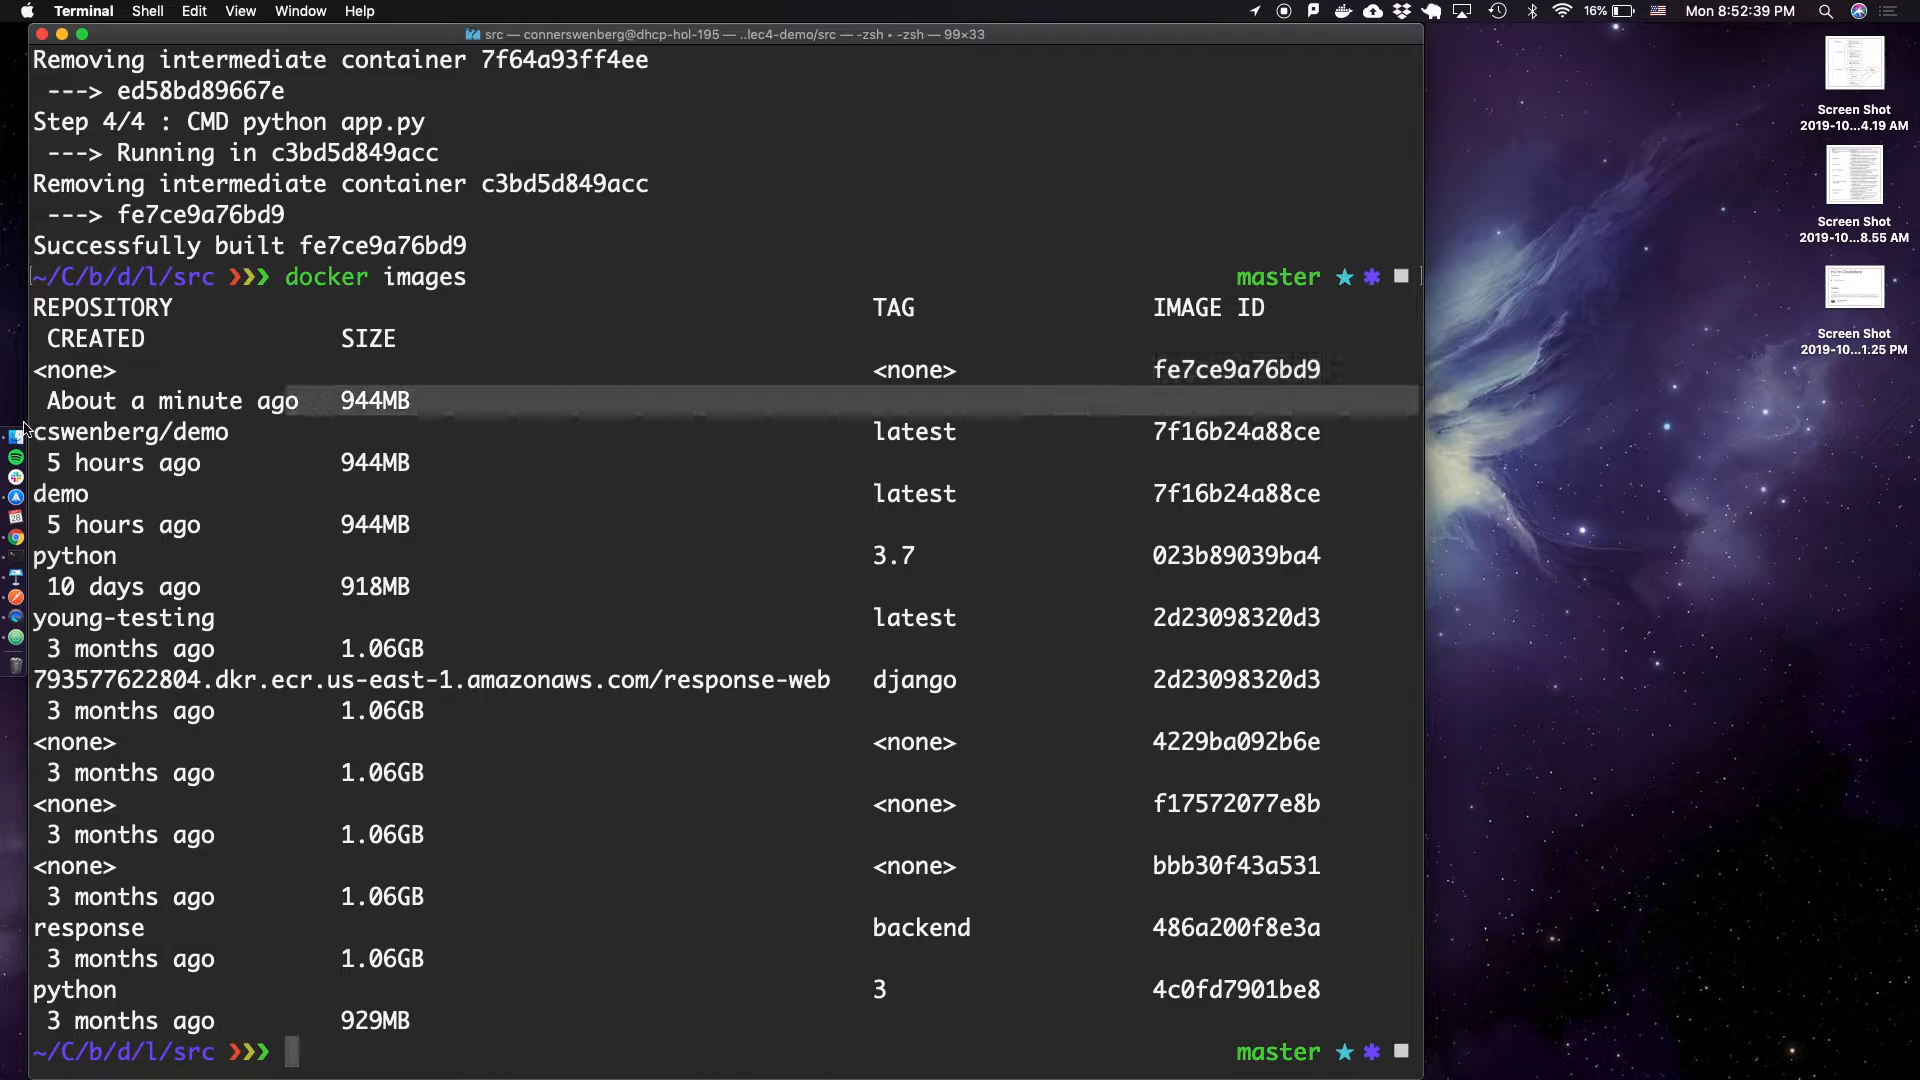 Terminal Shell Edit View Window Help 16% Mon 8:52:39 PM
src — connerswenberg@dhcp-hol-195 — ..lec4-demo/src — -zsh ▸ -zsh — 99×33
Removing intermediate container 7f64a93ff4ee
---> ed58bd89667e
Step 4/4 : CMD python app.py
---> Running in c3bd5d849acc
Removing intermediate container c3bd5d849acc
---> fe7ce9a76bd9
Successfully built fe7ce9a76bd9
~/C/b/d/l/src ❯❯❯ docker images master ★ ✱ ◼
REPOSITORY TAG IMAGE ID
CREATED SIZE
<none> <none> fe7ce9a76bd9
About a minute ago 944MB
cswenberg/demo latest 7f16b24a88ce
5 hours ago 944MB
demo latest 7f16b24a88ce
5 hours ago 944MB
python 3.7 023b89039ba4
10 days ago 918MB
young-testing latest 2d23098320d3
3 months ago 1.06GB
793577622804.dkr.ecr.us-east-1.amazonaws.com/response-web django 2d23098320d3
3 months ago 1.06GB
<none> <none> 4229ba092b6e
3 months ago 1.06GB
<none> <none> f17572077e8b
3 months ago 1.06GB
<none> <none> bbb30f43a531
3 months ago 1.06GB
response backend 486a200f8e3a
3 months ago 1.06GB
python 3 4c0fd7901be8
3 months ago 929MB
~/C/b/d/l/src ❯❯❯ master ★ ✱ ◼
Screen Shot
2019-10...4.19 AM
Screen Shot
2019-10...8.55 AM
Screen Shot
2019-10...1.25 PM